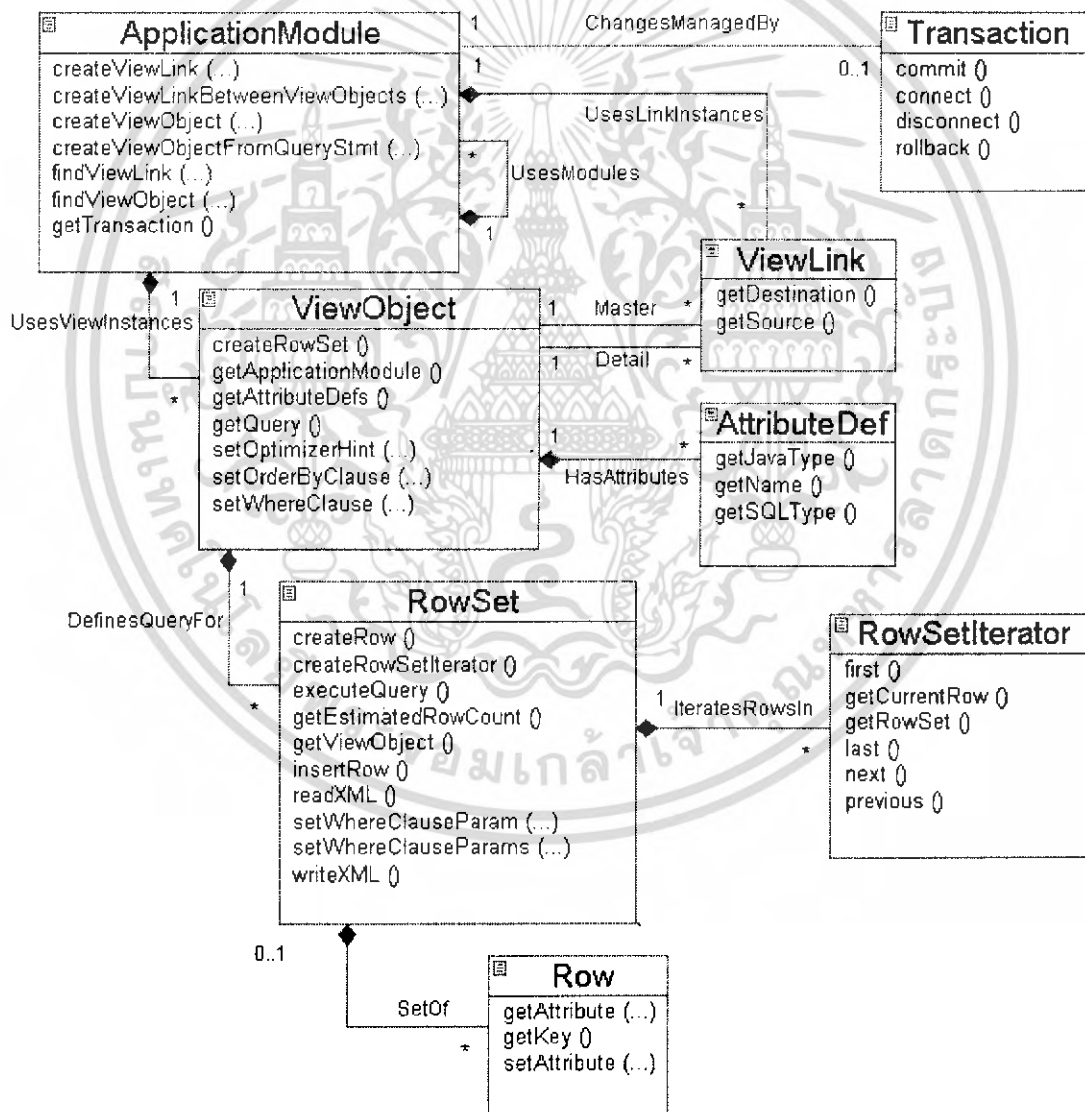 ApplicationModule
createViewLink (...)
createViewLinkBetweenViewObjects (...)
createViewObject (...)
createViewObjectFromQueryStmt (...)
findViewLink (...)
findViewObject (...)
getTransaction ()
1
ChangesManagedBy
0..1
Transaction
commit ()
connect ()
disconnect ()
rollback ()
1
UsesLinkInstances
*
*
UsesModules
1
ViewLink
getDestination ()
getSource ()
1
UsesViewInstances
*
ViewObject
createRowSet ()
getApplicationModule ()
getAttributeDefs ()
getQuery ()
setOptimizerHint (...)
setOrderByClause (...)
setWhereClause (...)
1 Master *
1 Detail *
1
HasAttributes
*
AttributeDef
getJavaType ()
getName ()
getSQLType ()
1
DefinesQueryFor
*
RowSet
createRow ()
createRowSetIterator ()
executeQuery ()
getEstimatedRowCount ()
getViewObject ()
insertRow ()
readXML ()
setWhereClauseParam (...)
setWhereClauseParams (...)
writeXML ()
1 IteratesRowsIn
*
RowSetIterator
first ()
getCurrentRow ()
getRowSet ()
last ()
next ()
previous ()
0..1
SetOf
*
Row
getAttribute (...)
getKey ()
setAttribute (...)